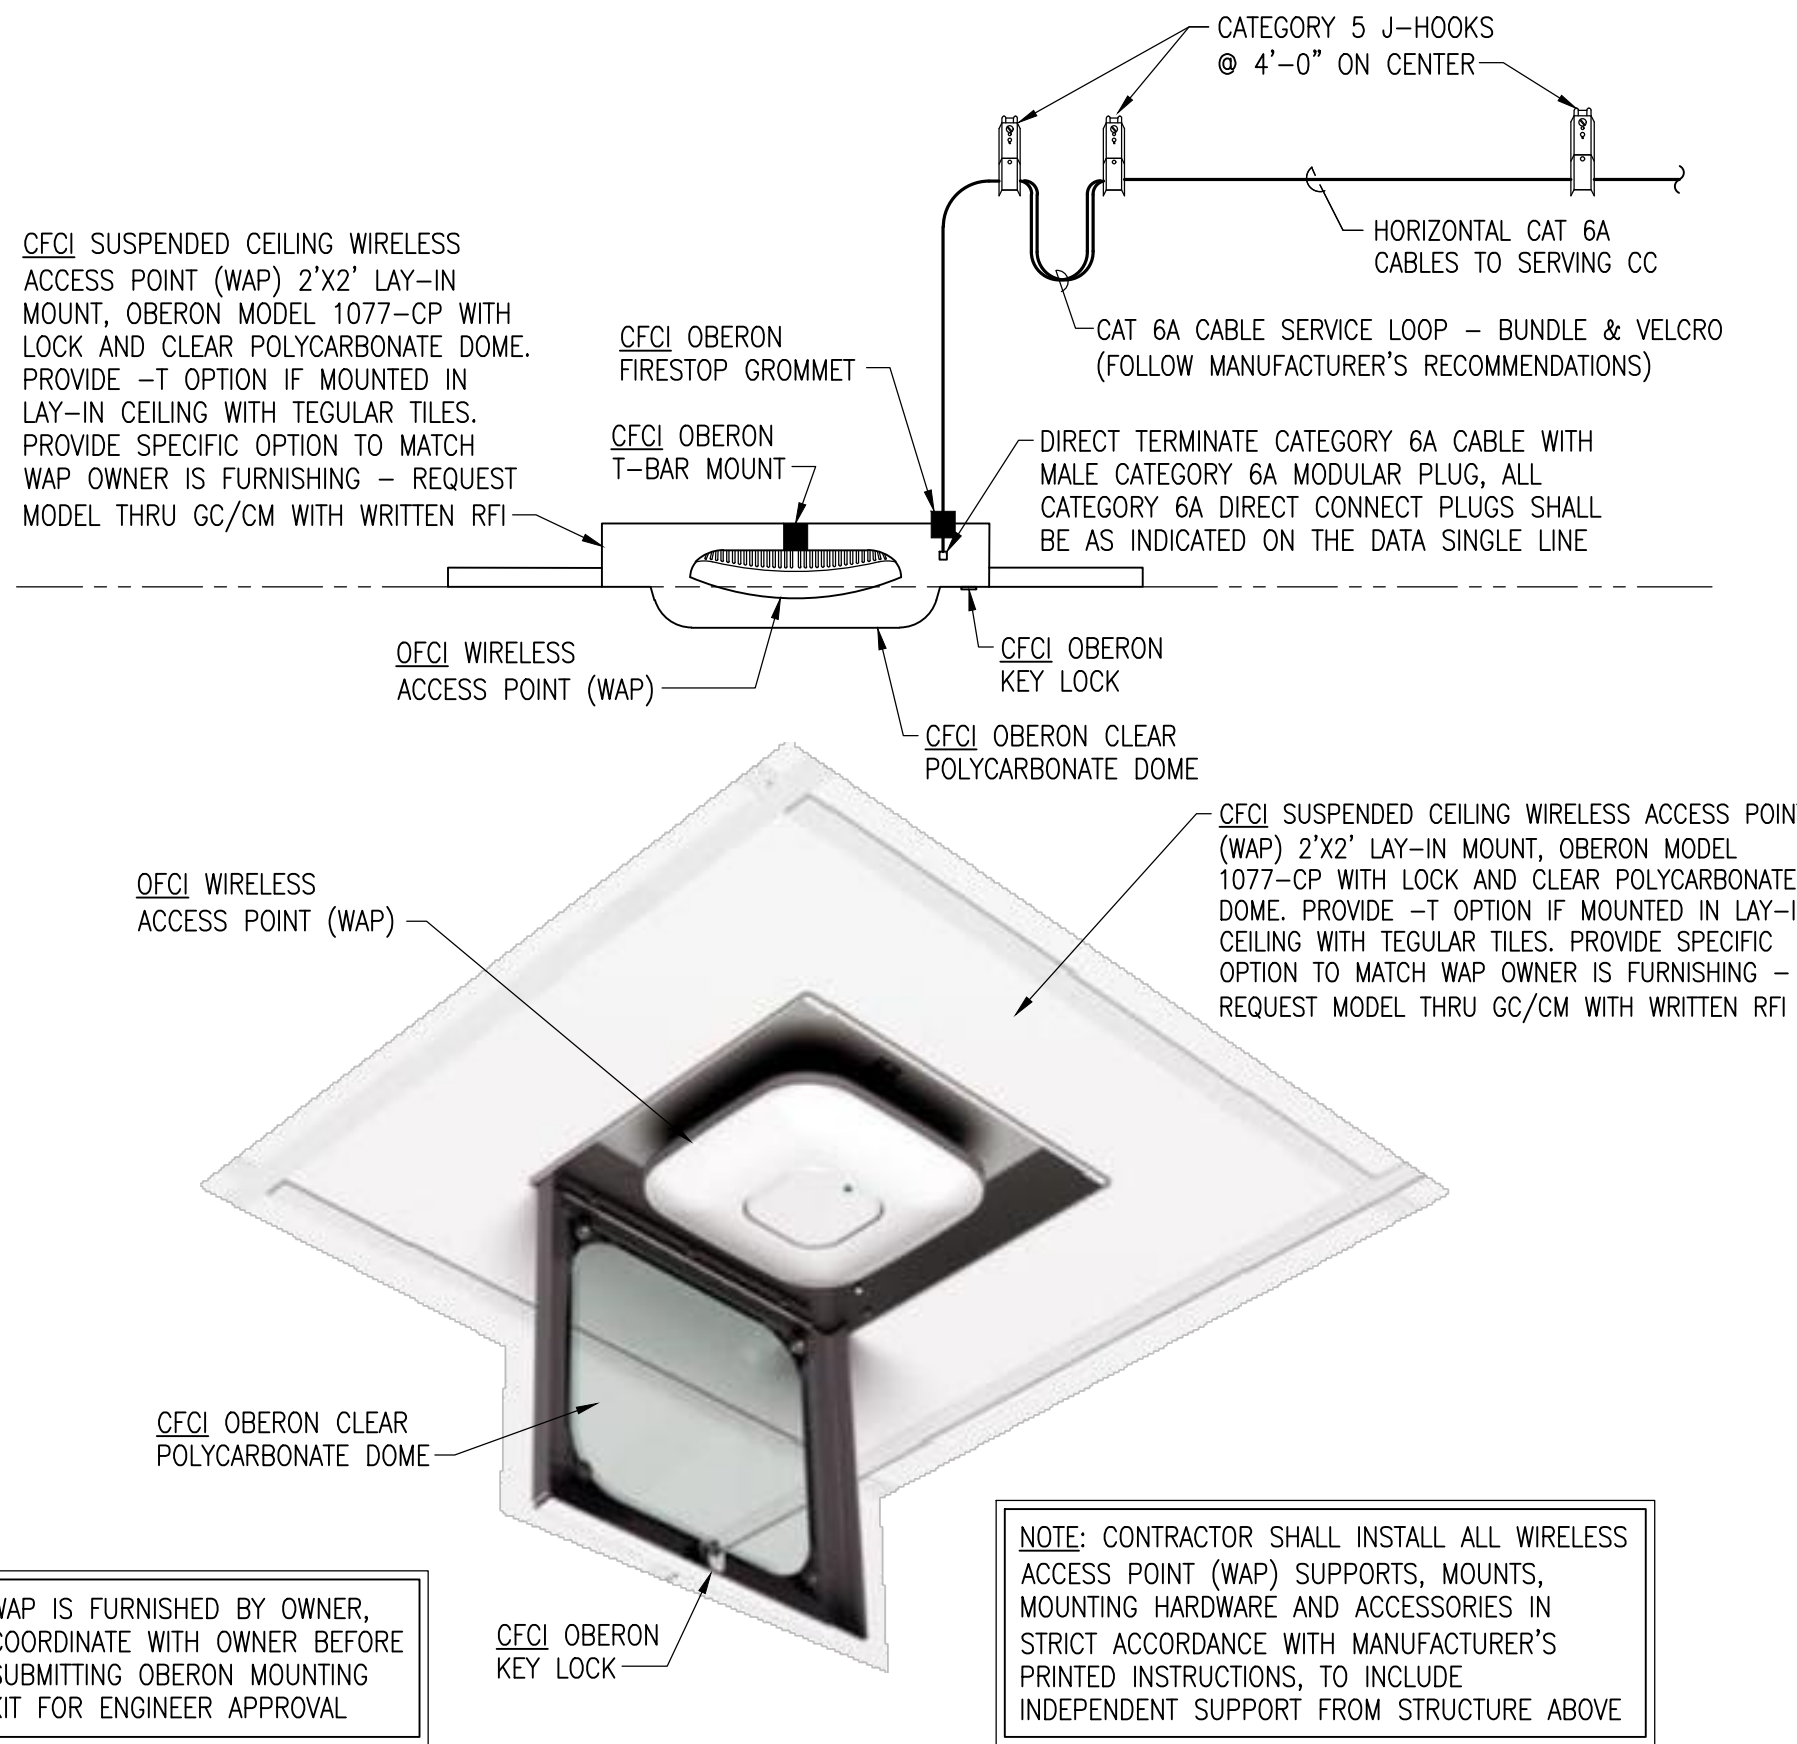 CATEGORY 5 J-HOOKS
@ 4'-0" ON CENTER
HORIZONTAL CAT 6A
CABLES TO SERVING CC
CAT 6A CABLE SERVICE LOOP - BUNDLE & VELCRO
(FOLLOW MANUFACTURER'S RECOMMENDATIONS)
CFCI SUSPENDED CEILING WIRELESS
ACCESS POINT (WAP) 2'X2' LAY-IN
MOUNT, OBERON MODEL 1077-CP WITH
LOCK AND CLEAR POLYCARBONATE DOME.
PROVIDE -T OPTION IF MOUNTED IN
LAY-IN CEILING WITH TEGULAR TILES.
PROVIDE SPECIFIC OPTION TO MATCH
WAP OWNER IS FURNISHING - REQUEST
MODEL THRU GC/CM WITH WRITTEN RFI
CFCI OBERON
FIRESTOP GROMMET
CFCI OBERON
T-BAR MOUNT
DIRECT TERMINATE CATEGORY 6A CABLE WITH
MALE CATEGORY 6A MODULAR PLUG, ALL
CATEGORY 6A DIRECT CONNECT PLUGS SHALL
BE AS INDICATED ON THE DATA SINGLE LINE
OFCI WIRELESS
ACCESS POINT (WAP)
CFCI OBERON
KEY LOCK
CFCI OBERON CLEAR
POLYCARBONATE DOME
CFCI SUSPENDED CEILING WIRELESS ACCESS POIN
(WAP) 2'X2' LAY-IN MOUNT, OBERON MODEL
1077-CP WITH LOCK AND CLEAR POLYCARBONATE
DOME. PROVIDE -T OPTION IF MOUNTED IN LAY-I
CEILING WITH TEGULAR TILES. PROVIDE SPECIFIC
OPTION TO MATCH WAP OWNER IS FURNISHING -
REQUEST MODEL THRU GC/CM WITH WRITTEN RFI
OFCI WIRELESS
ACCESS POINT (WAP)
CFCI OBERON CLEAR
POLYCARBONATE DOME
CFCI OBERON
KEY LOCK
WAP IS FURNISHED BY OWNER,
COORDINATE WITH OWNER BEFORE
SUBMITTING OBERON MOUNTING
KIT FOR ENGINEER APPROVAL
NOTE: CONTRACTOR SHALL INSTALL ALL WIRELESS
ACCESS POINT (WAP) SUPPORTS, MOUNTS,
MOUNTING HARDWARE AND ACCESSORIES IN
STRICT ACCORDANCE WITH MANUFACTURER'S
PRINTED INSTRUCTIONS, TO INCLUDE
INDEPENDENT SUPPORT FROM STRUCTURE ABOVE